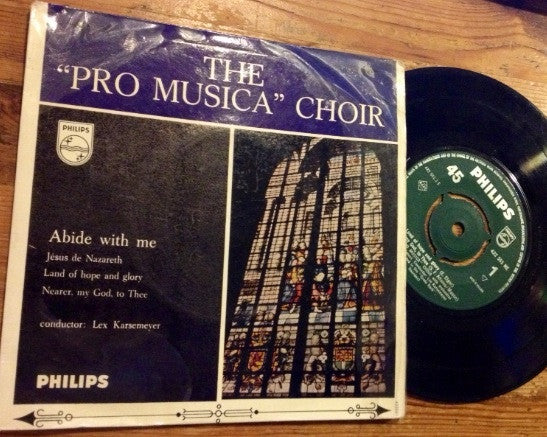 THE
"PRO MUSICA" CHOIR
PHILIPS
Abide with me
Jésus de Nazareth
Land of hope and glory
Nearer, my God, to Thee
conductor: Lex Karsemeyer
PHILIPS
45
PHILIPS
1